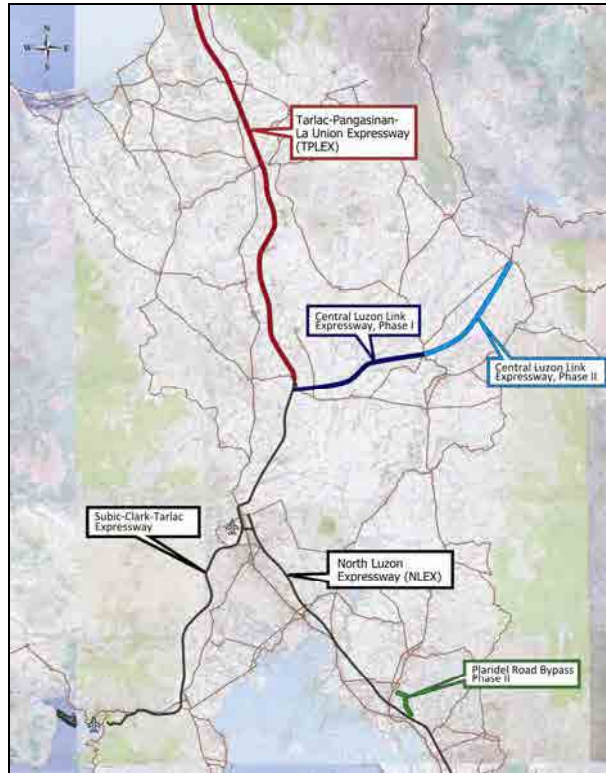 N
W E
S
Tarlac-Pangasinan-
La Union Expressway
(TPLEX)
Central Luzon Link
Expressway, Phase I
Central Luzon Link
Expressway, Phase II
Subic-Clark-Tarlac
Expressway
North Luzon
Expressway (NLEX)
Plaridel Road Bypass
Phase II